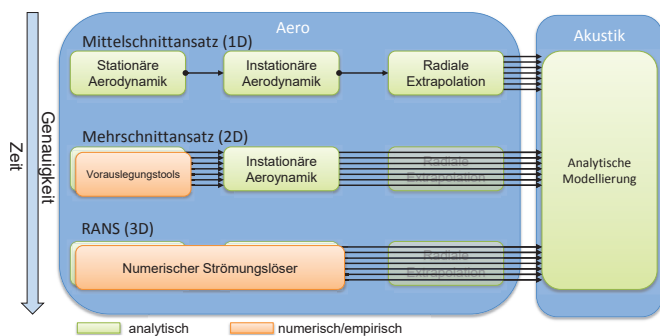 Aero
Akustik
Mittelschnittansatz (1D)
Stationäre
Aerodynamik
Instationäre
Aerodynamik
Radiale
Extrapolation
Zeit
Genauigkeit
Mehrschnittansatz (2D)
Vorauslegungstools
Instationäre
Aeroynamik
Radiale
Extrapolation
Analytische
Modellierung
RANS (3D)
Numerischer Strömungslöser
Radiale
Extrapolation
analytisch
numerisch/empirisch